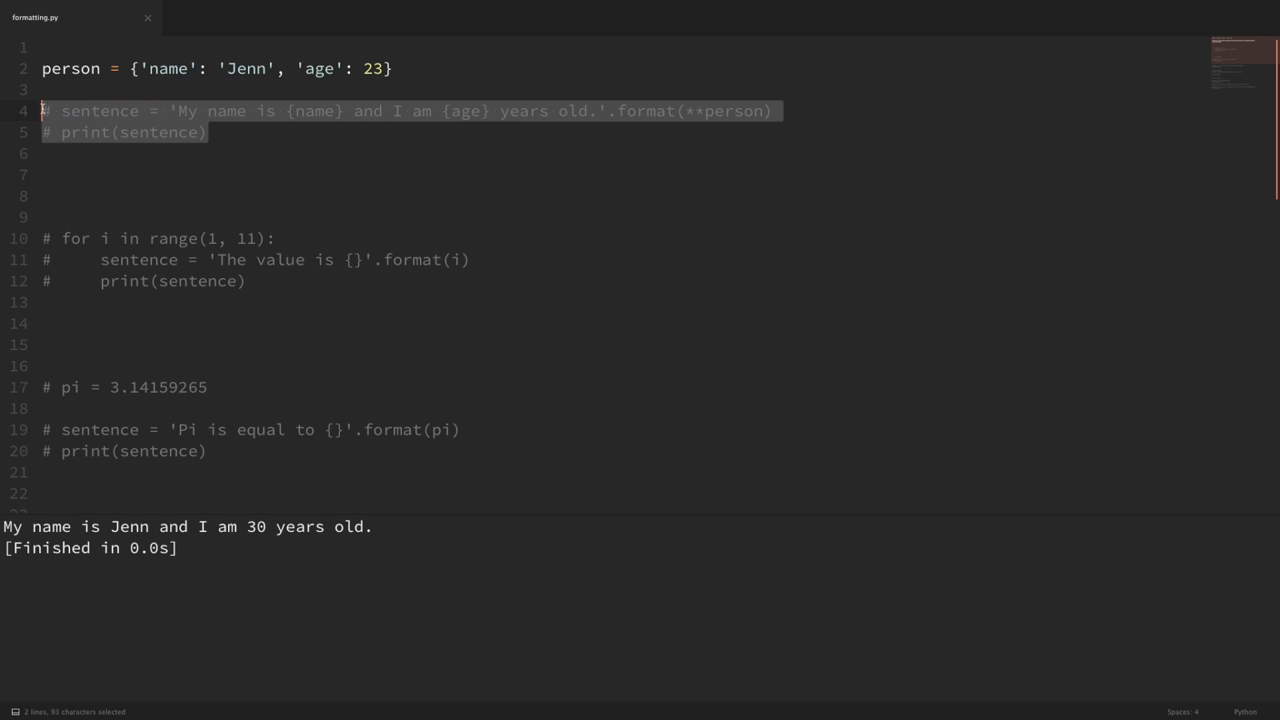 formatting.py ×
1
2 person = {'name': 'Jenn', 'age': 23}
3
4 # sentence = 'My name is {name} and I am {age} years old.'.format(**person)
5 # print(sentence)
6
7
8
9
10 # for i in range(1, 11):
11 #     sentence = 'The value is {}'.format(i)
12 #     print(sentence)
13
14
15
16
17 # pi = 3.14159265
18
19 # sentence = 'Pi is equal to {}'.format(pi)
20 # print(sentence)
21
22
My name is Jenn and I am 30 years old.
[Finished in 0.0s]
2 lines, 93 characters selected Spaces: 4 Python